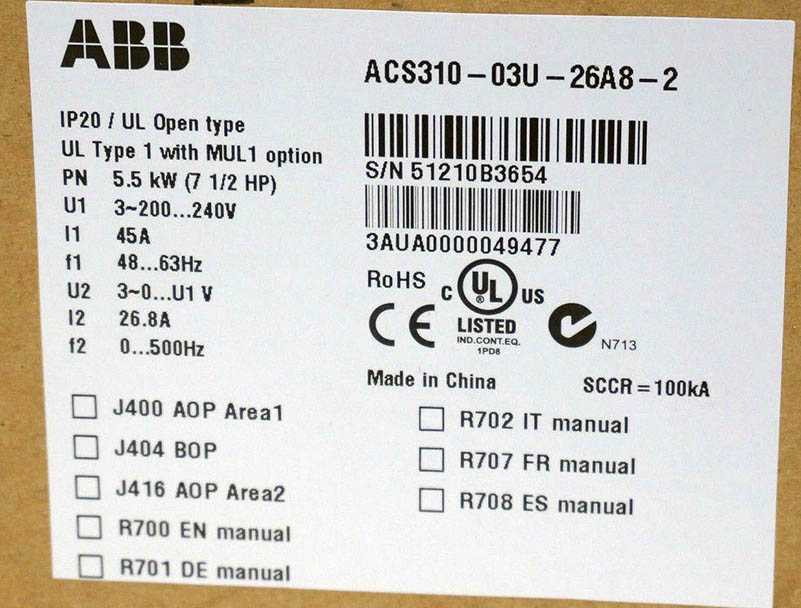 ABB
ACS310-03U-26A8-2
IP20 / UL Open type
UL Type 1 with MUL1 option
PN 5.5 kW (7 1/2 HP)
U1 3~200...240V
I1 45A
f1 48...63Hz
U2 3~0...U1 V
I2 26.8A
f2 0...500Hz
S/N 51210B3654
3AUA0000049477
RoHS
C UL ® US
LISTED
IND.CONT.EQ.
1PD8
CE
N713
Made in China
SCCR=100kA
J400 AOP Area1
J404 BOP
J416 AOP Area2
R700 EN manual
R701 DE manual
R702 IT manual
R707 FR manual
R708 ES manual